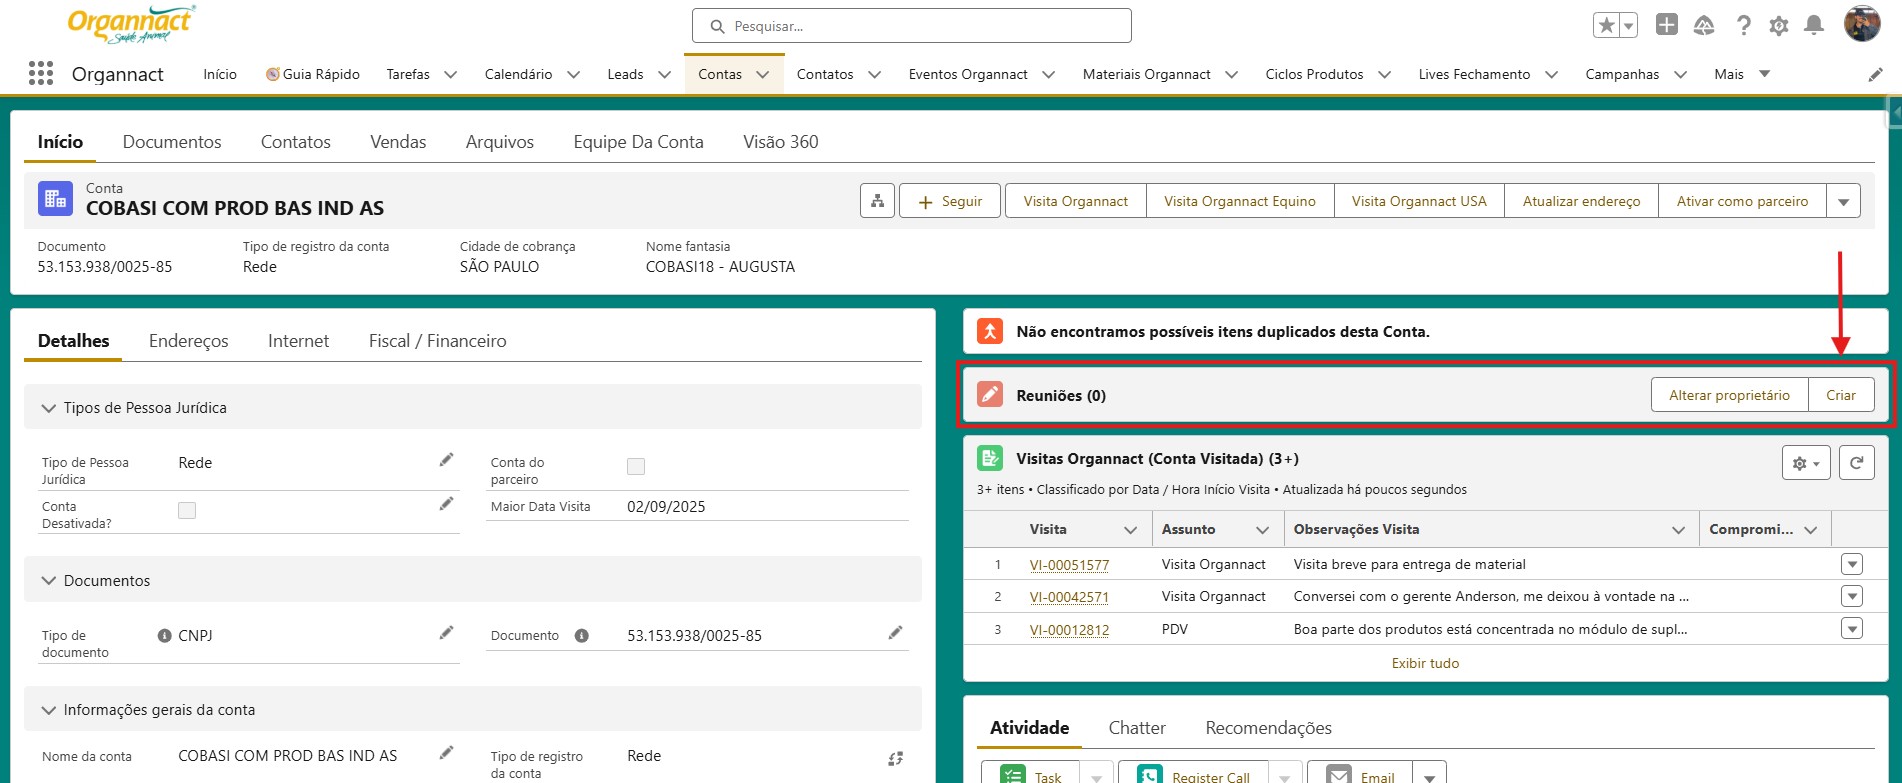 Organnact
Saúde Animal
Pesquisar...
Organnact
Início
Guia Rápido
Tarefas
Calendário
Leads
Contas
Contatos
Eventos Organnact
Materiais Organnact
Ciclos Produtos
Lives Fechamento
Campanhas
Mais
Início
Documentos
Contatos
Vendas
Arquivos
Equipe Da Conta
Visão 360
Conta
COBASI COM PROD BAS IND AS
Seguir
Visita Organnact
Visita Organnact Equino
Visita Organnact USA
Atualizar endereço
Ativar como parceiro
Documento
Tipo de registro da conta
Cidade de cobrança
Nome fantasia
53.153.938/0025-85
Rede
SÃO PAULO
COBASI18 - AUGUSTA
Detalhes
Endereços
Internet
Fiscal / Financeiro
Tipos de Pessoa Jurídica
Tipo de Pessoa
Jurídica
Rede
Conta do
parceiro
Conta
Desativada?
Maior Data Visita
02/09/2025
Documentos
Tipo de
documento
CNPJ
Documento
53.153.938/0025-85
Informações gerais da conta
Nome da conta
COBASI COM PROD BAS IND AS
Tipo de registro
da conta
Rede
Não encontramos possíveis itens duplicados desta Conta.
Reuniões (0)
Alterar proprietário
Criar
Visitas Organnact (Conta Visitada) (3+)
3+ itens • Classificado por Data / Hora Início Visita • Atualizada há poucos segundos
Visita
Assunto
Observações Visita
Compromi...
1
VI-00051577
Visita Organnact
Visita breve para entrega de material
2
VI-00042571
Visita Organnact
Conversei com o gerente Anderson, me deixou à vontade na ...
3
VI-00012812
PDV
Boa parte dos produtos está concentrada no módulo de supl...
Exibir tudo
Atividade
Chatter
Recomendações
Task
Register Call
Email